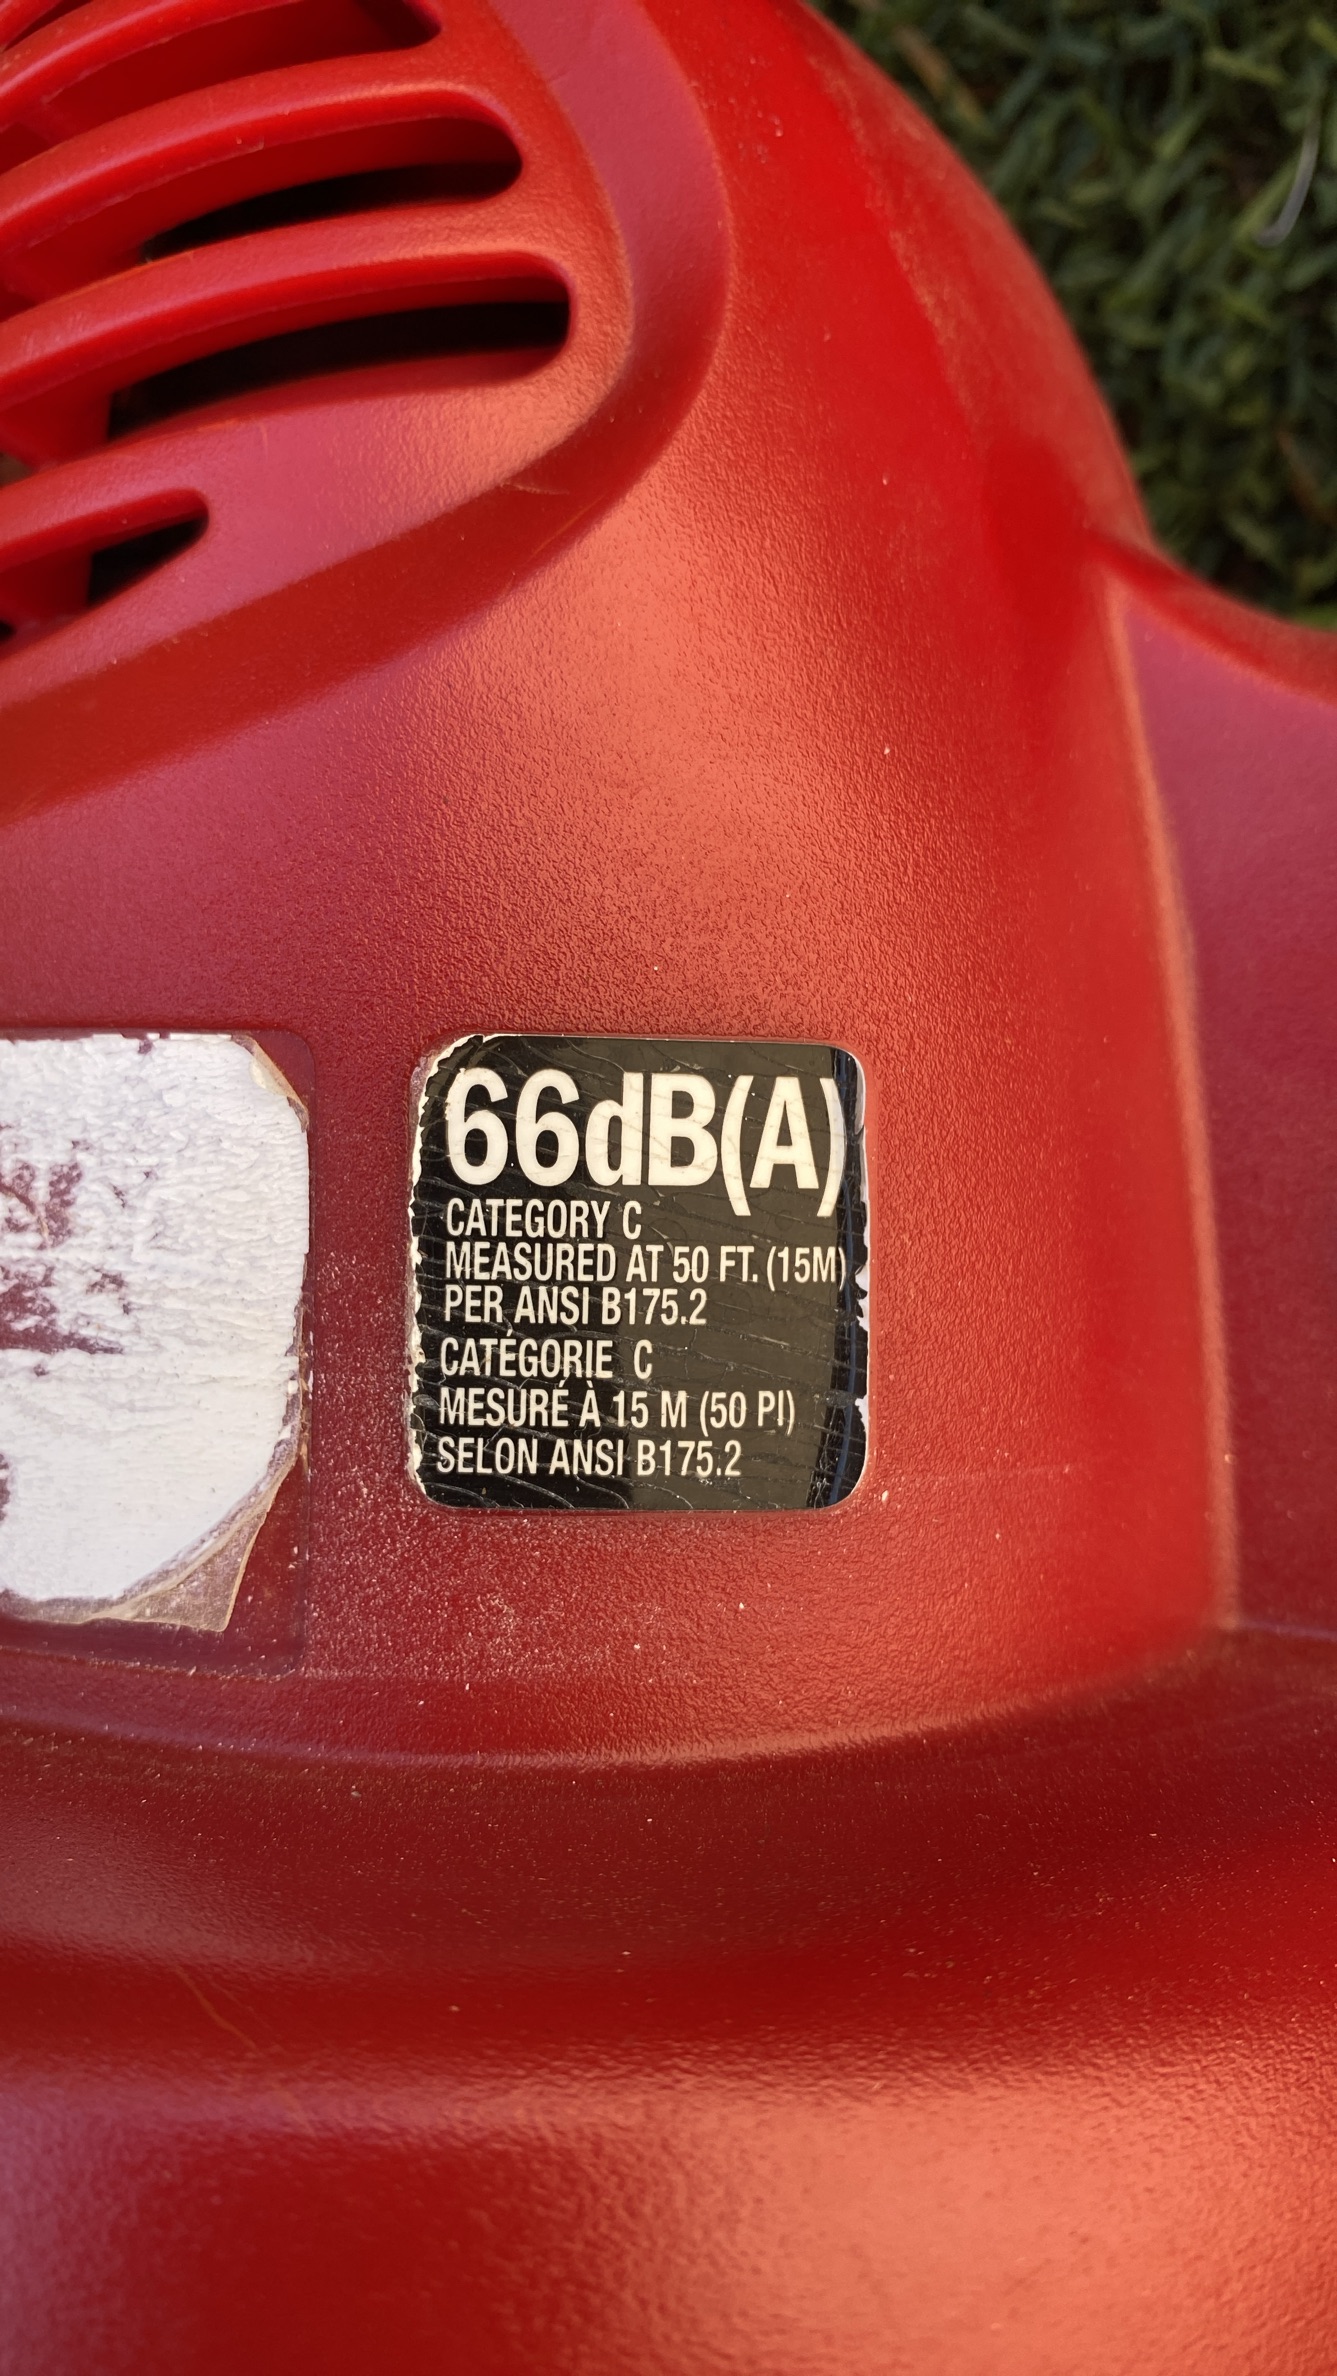 66dB(A)
CATEGORY C
MEASURED AT 50 FT. (15M)
PER ANSI B175.2
CATÉGORIE C
MESURÉ À 15 M (50 PI)
SELON ANSI B175.2